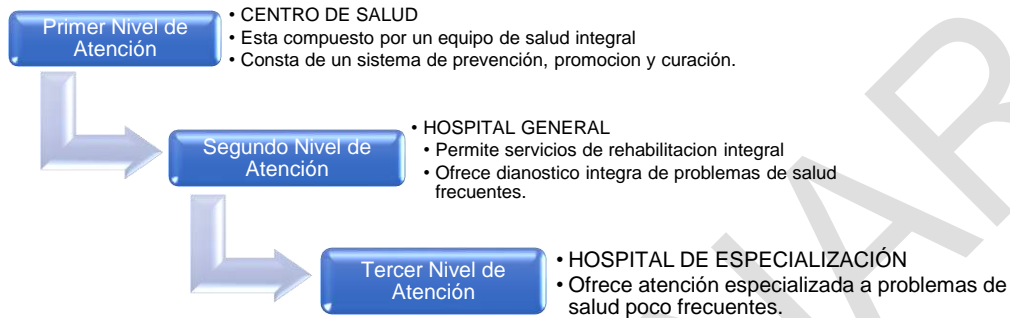 Primer Nivel de
Atención
• CENTRO DE SALUD
• Esta compuesto por un equipo de salud integral
• Consta de un sistema de prevención, promocion y curación.
Segundo Nivel de
Atención
• HOSPITAL GENERAL
• Permite servicios de rehabilitacion integral
• Ofrece dianostico integra de problemas de salud
frecuentes.
Tercer Nivel de
Atención
• HOSPITAL DE ESPECIALIZACIÓN
• Ofrece atención especializada a problemas de
salud poco frecuentes.